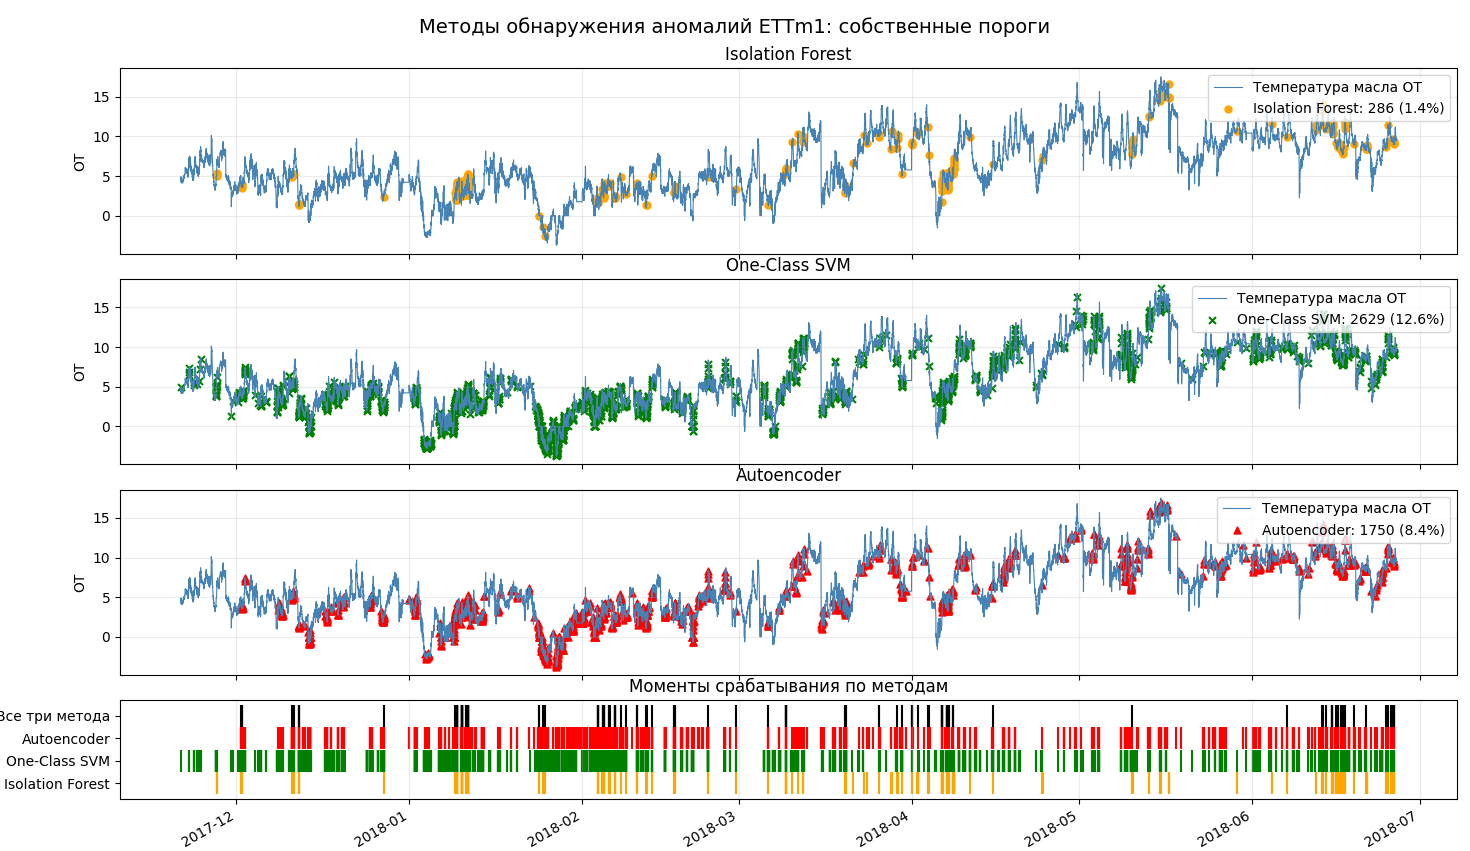 Методы обнаружения аномалий ETTm1: собственные пороги
Isolation Forest
15
10
5
0
OT
Температура масла OT
Isolation Forest: 286 (1.4%)
One-Class SVM
15
10
5
0
OT
Температура масла OT
One-Class SVM: 2629 (12.6%)
Autoencoder
15
10
5
0
OT
Температура масла OT
Autoencoder: 1750 (8.4%)
Моменты срабатывания по методам
Все три метода
Autoencoder
One-Class SVM
Isolation Forest
2017-12
2018-01
2018-02
2018-03
2018-04
2018-05
2018-06
2018-07